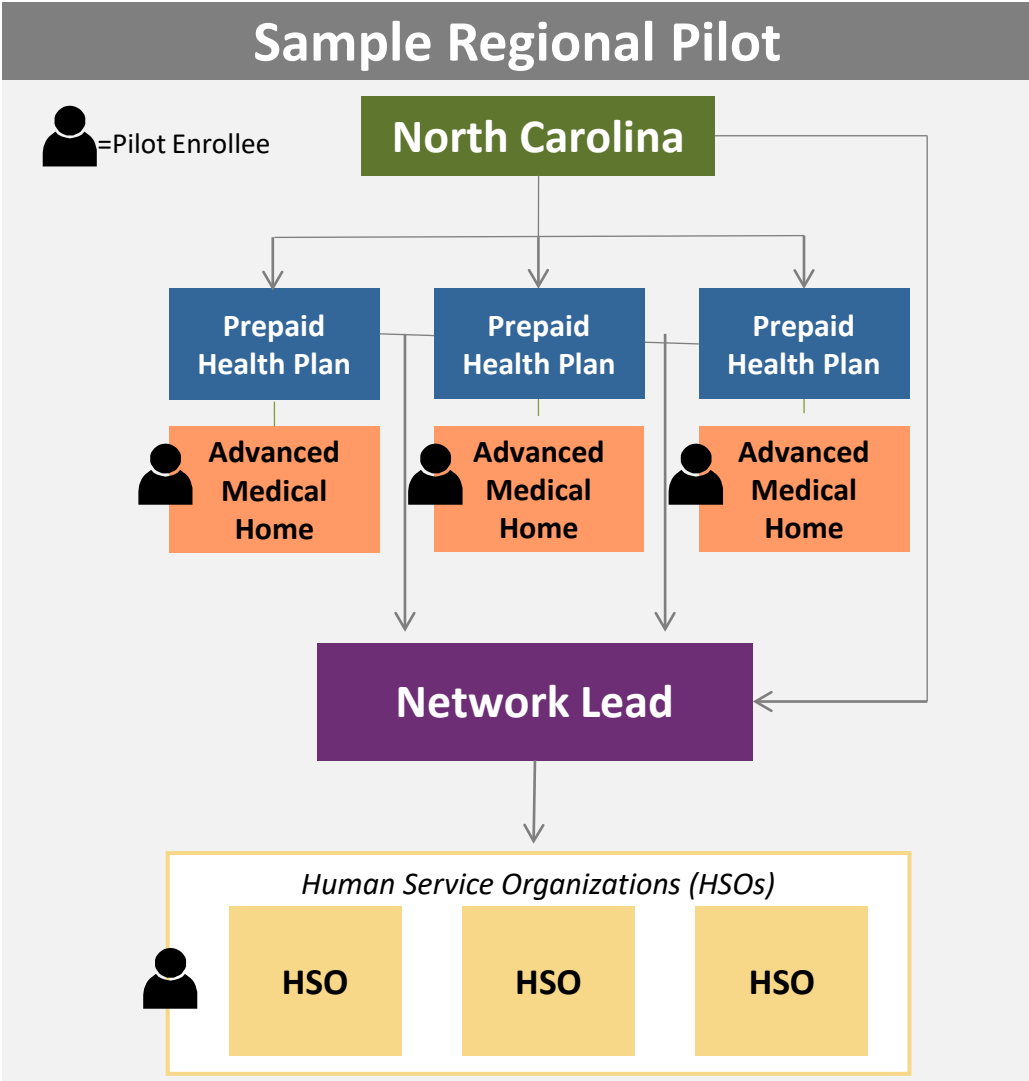 Sample Regional Pilot
=Pilot Enrollee
North Carolina
Prepaid
Health Plan
Prepaid
Health Plan
Prepaid
Health Plan
Advanced
Medical
Home
Advanced
Medical
Home
Advanced
Medical
Home
Network Lead
Human Service Organizations (HSOs)
HSO
HSO
HSO